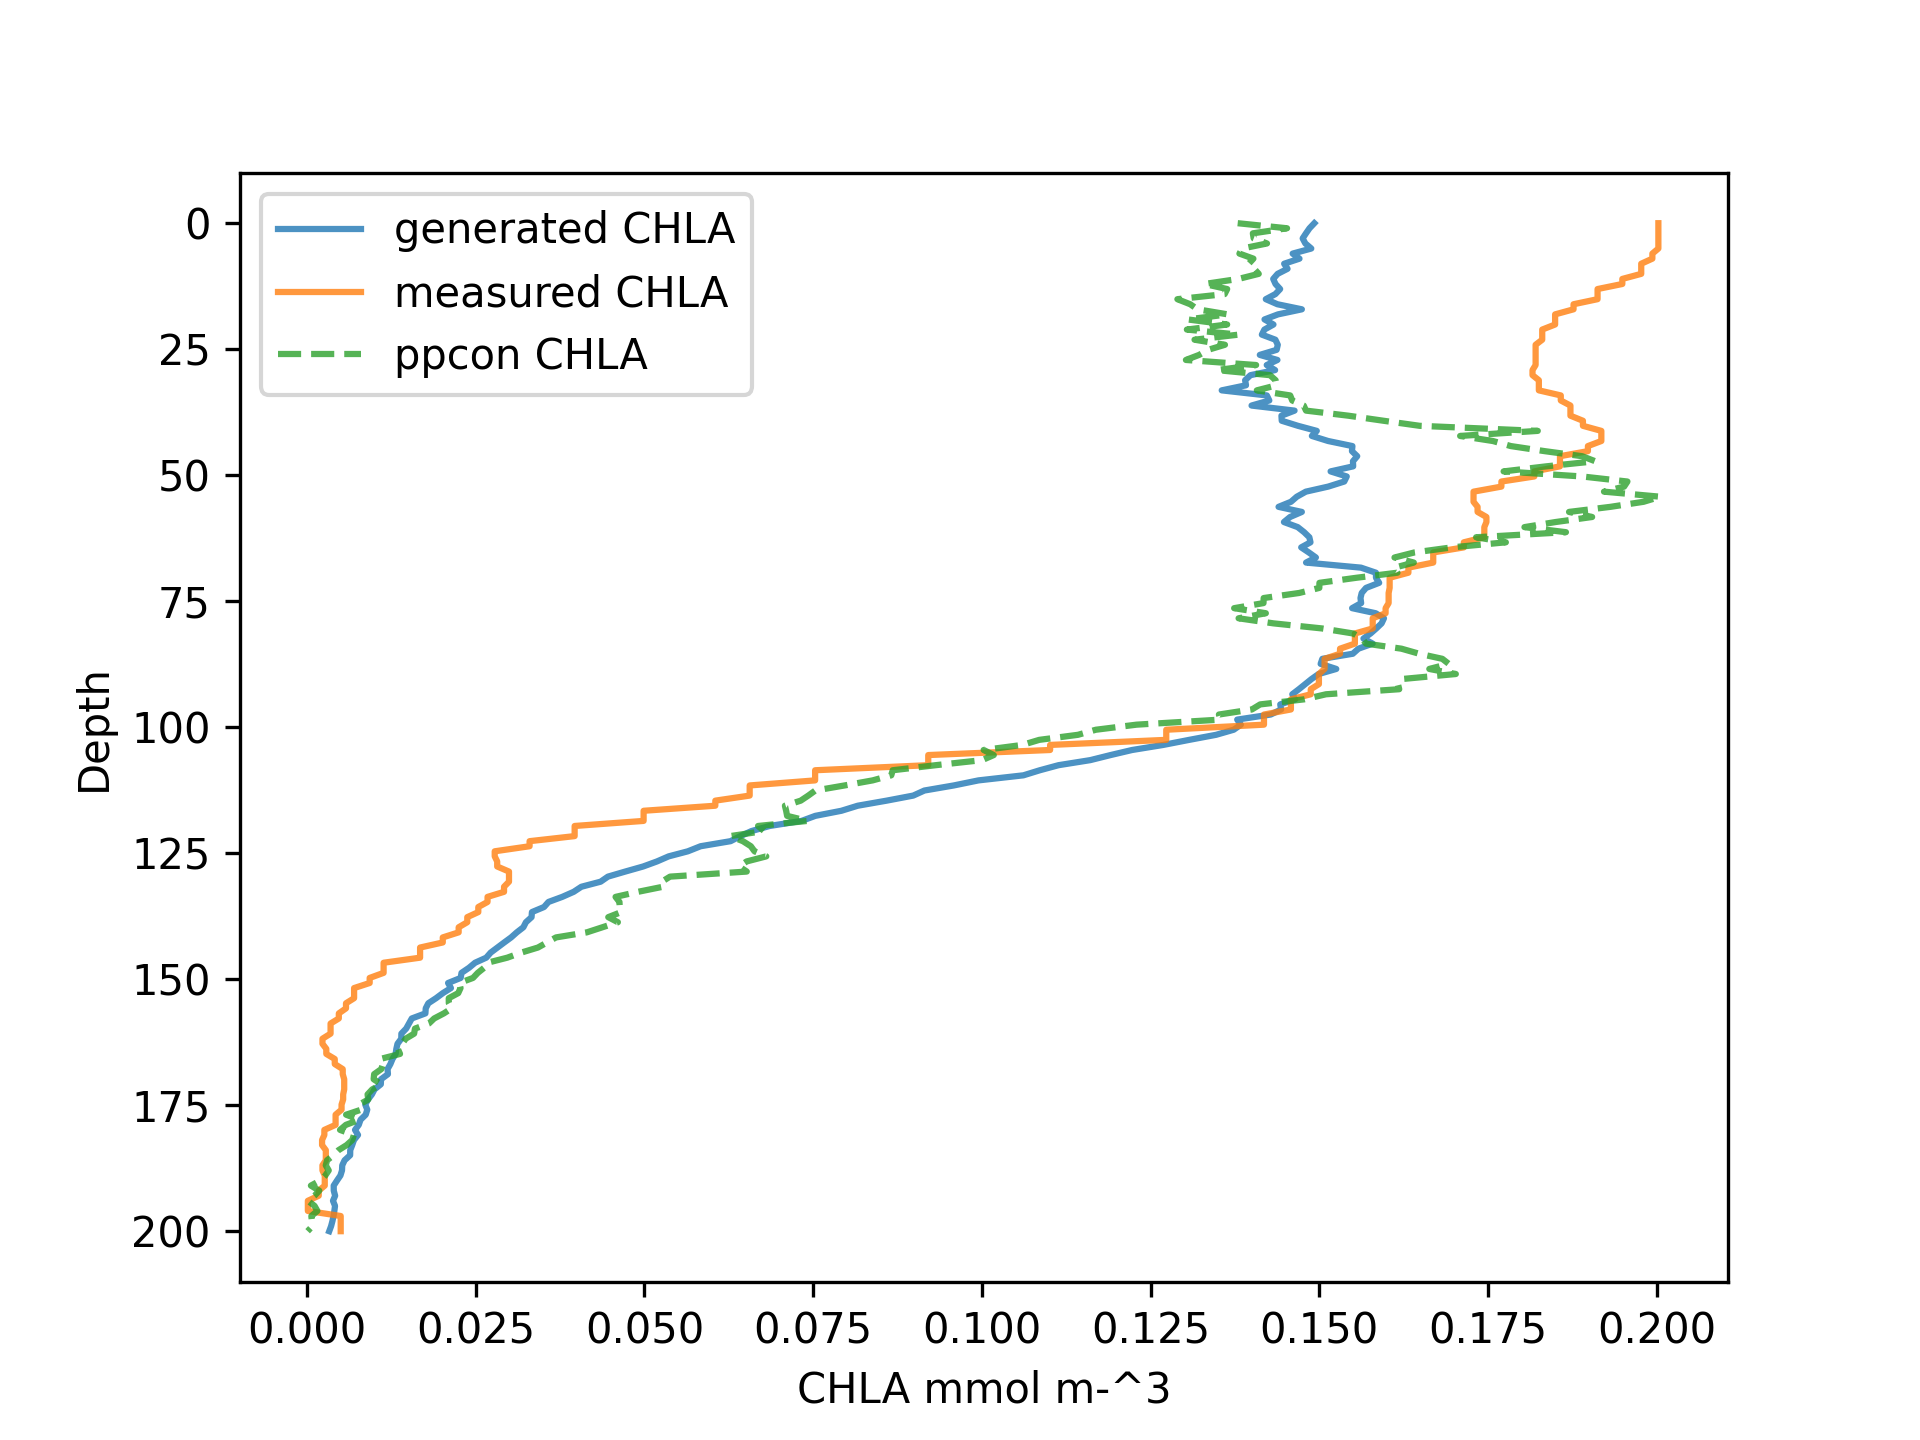 generated CHLA
measured CHLA
ppcon CHLA
0
25
50
75
100
125
150
175
200
Depth
0.000 0.025 0.050 0.075 0.100 0.125 0.150 0.175 0.200
CHLA mmol m-^3